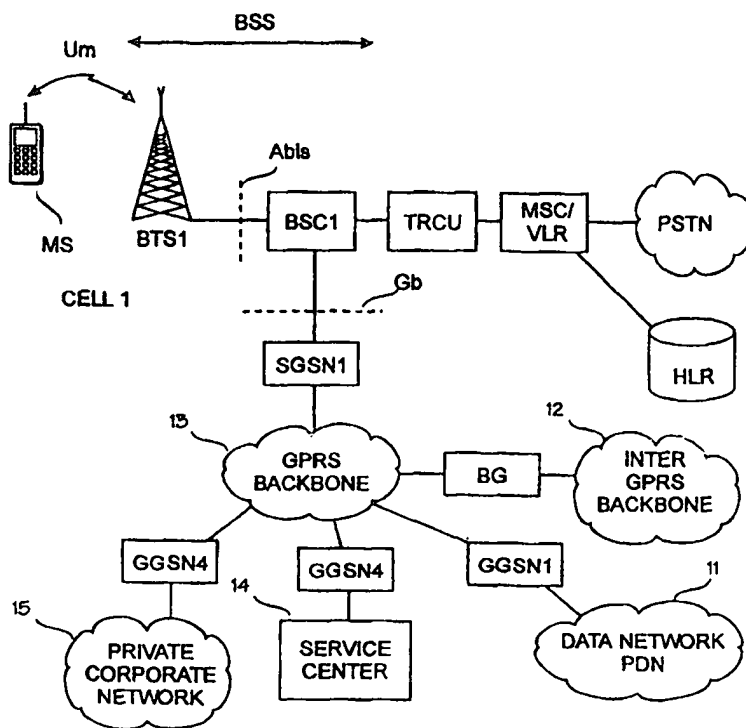 BSS
Um
Abis
BSC1
TRCU
MSC/
VLR
PSTN
MS
BTS1
CELL 1
Gb
SGSN1
HLR
13
GPRS
BACKBONE
BG
12
INTER
GPRS
BACKBONE
GGSN4
GGSN4
GGSN1
11
15
PRIVATE
CORPORATE
NETWORK
14
SERVICE
CENTER
DATA NETWORK
PDN